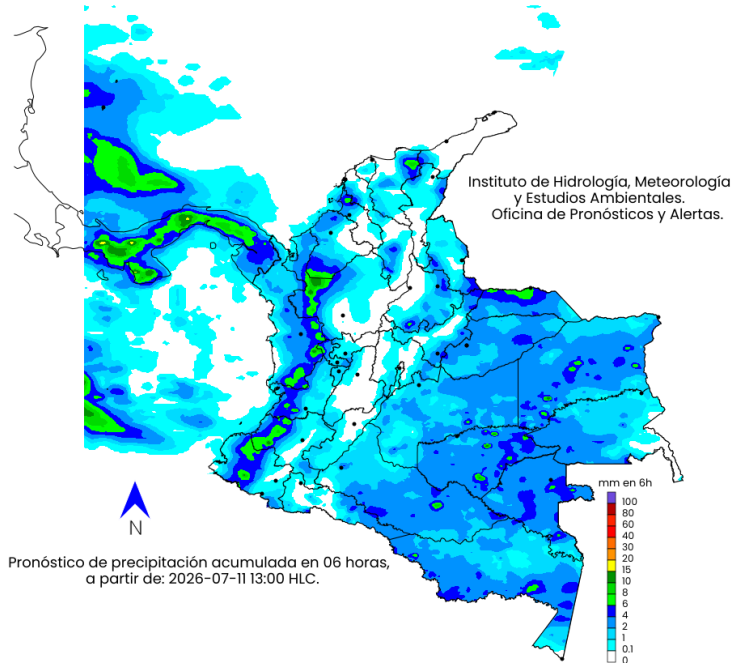 Instituto de Hidrología, Meteorología
y Estudios Ambientales.
Oficina de Pronósticos y Alertas.
N
Pronóstico de precipitación acumulada en 06 horas,
a partir de: 2026-07-11 13:00 HLC.
mm en 6h
100
80
60
40
30
20
15
10
8
6
4
2
1
0.1
0